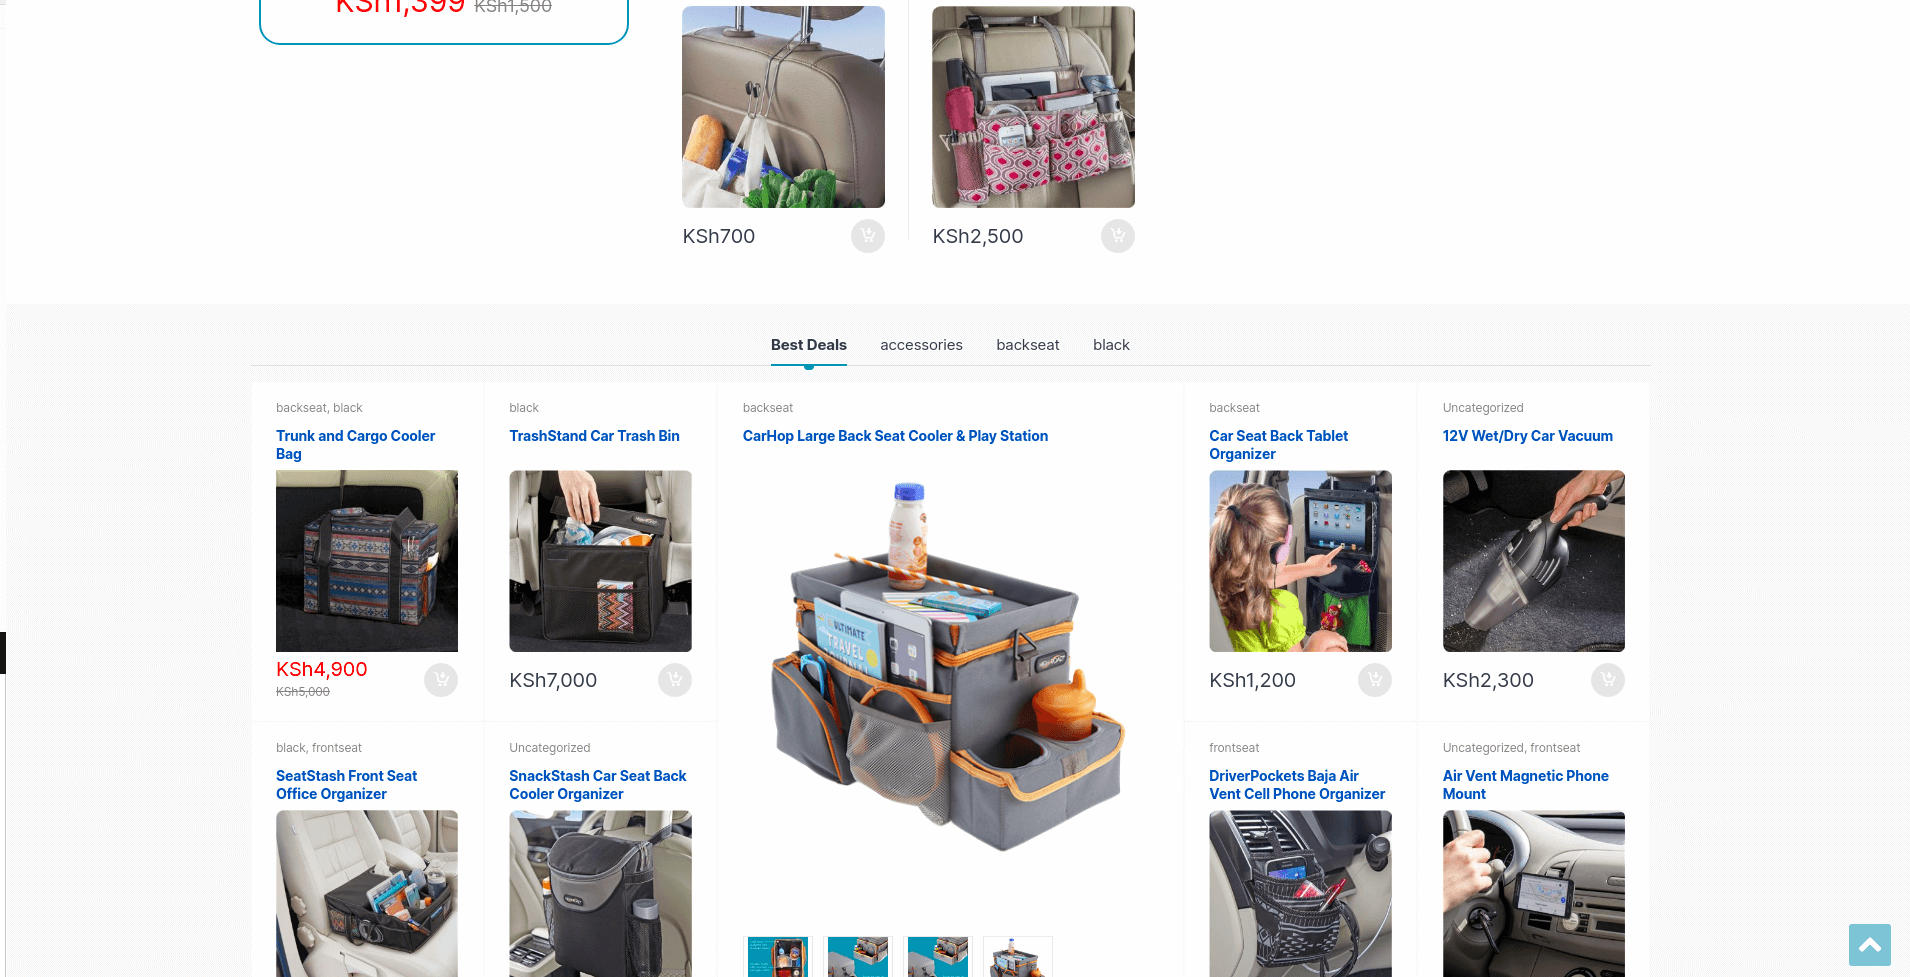 KSh1,399 KSh1,500
KSh700
KSh2,500
Best Deals
accessories
backseat
black
backseat, black
Trunk and Cargo Cooler
Bag
KSh4,900
KSh5,000
black
TrashStand Car Trash Bin
KSh7,000
backseat
CarHop Large Back Seat Cooler & Play Station
ULTIMATE
TRAVEL
backseat
Car Seat Back Tablet
Organizer
KSh1,200
Uncategorized
12V Wet/Dry Car Vacuum
KSh2,300
black, frontseat
SeatStash Front Seat
Office Organizer
Uncategorized
SnackStash Car Seat Back
Cooler Organizer
frontseat
DriverPockets Baja Air
Vent Cell Phone Organizer
Uncategorized, frontseat
Air Vent Magnetic Phone
Mount